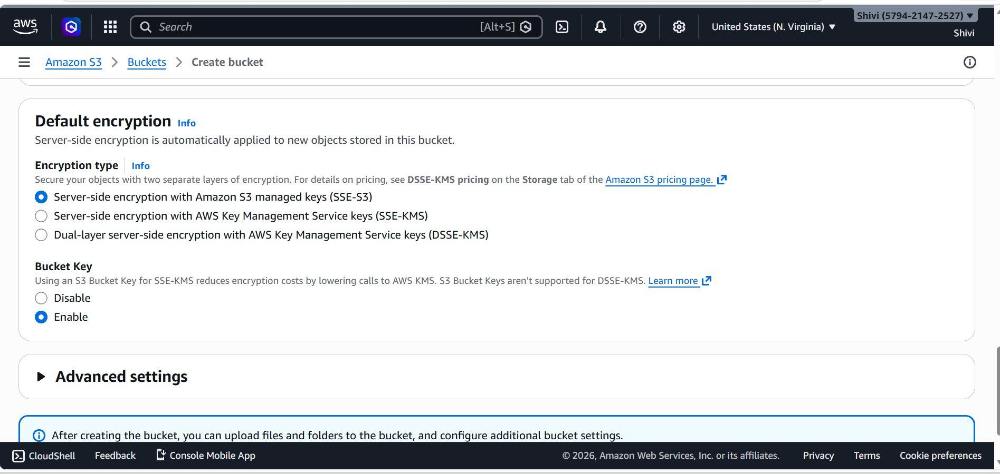 aws
Search [Alt+S]
United States (N. Virginia)
Shivi (5794-2147-2527)
Shivi
Amazon S3 Buckets Create bucket
Default encryption Info
Server-side encryption is automatically applied to new objects stored in this bucket.
Encryption type Info
Secure your objects with two separate layers of encryption. For details on pricing, see DSSE-KMS pricing on the Storage tab of the Amazon S3 pricing page.
Server-side encryption with Amazon S3 managed keys (SSE-S3)
Server-side encryption with AWS Key Management Service keys (SSE-KMS)
Dual-layer server-side encryption with AWS Key Management Service keys (DSSE-KMS)
Bucket Key
Using an S3 Bucket Key for SSE-KMS reduces encryption costs by lowering calls to AWS KMS. S3 Bucket Keys aren't supported for DSSE-KMS. Learn more
Disable
Enable
Advanced settings
After creating the bucket, you can upload files and folders to the bucket, and configure additional bucket settings.
CloudShell Feedback Console Mobile App © 2026, Amazon Web Services, Inc. or its affiliates. Privacy Terms Cookie preferences